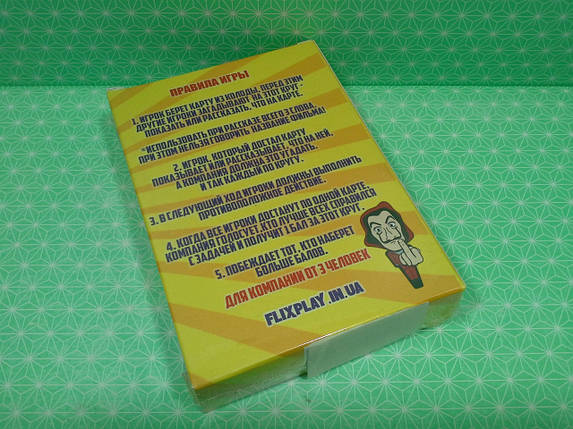 ПРАВИЛА ИГРЫ
1. ИГРОК БЕРЕТ КАРТУ ИЗ КОЛОДЫ, ПЕРЕД ЭТИМ
ДРУГИЕ ИГРОКИ ЗАГАДЫВАЮТ НА ЭТОТ КРУГ -
ПОКАЗАТЬ ИЛИ РАССКАЗАТЬ, ЧТО НА КАРТЕ.
*ИСПОЛЬЗОВАТЬ ПРИ РАССКАЗЕ ВСЕГО 3 СЛОВА,
ПРИ ЭТОМ НЕЛЬЗЯ ГОВОРИТЬ НАЗВАНИЕ ФИЛЬМА!
2. ИГРОК, КОТОРЫЙ ДОСТАЛ КАРТУ
ПОКАЗЫВАЕТ ИЛИ РАССКАЗЫВАЕТ, ЧТО НА НЕЙ,
А КОМПАНИЯ ДОЛЖНА ЭТО УГАДАТЬ.
И ТАК КАЖДЫЙ ПО КРУГУ.
3. В СЛЕДУЮЩИЙ ХОД ИГРОКИ ДОЛЖНЫ ВЫПОЛНИТЬ
ПРОТИВОПОЛОЖНОЕ ДЕЙСТВИЕ.
4. КОГДА ВСЕ ИГРОКИ ДОСТАНУТ ПО ОДНОЙ КАРТЕ,
КОМПАНИЯ ГОЛОСУЕТ, КТО ЛУЧШЕ ВСЕХ СПРАВИЛСЯ
С ЗАДАЧЕЙ И ПОЛУЧИТ 1 БАЛ ЗА ЭТОТ КРУГ.
5. ПОБЕЖДАЕТ ТОТ, КТО НАБЕРЕТ
БОЛЬШЕ БАЛОВ.
ДЛЯ КОМПАНИИ ОТ 3 ЧЕЛОВЕК
FLIXPLAY.IN.UA